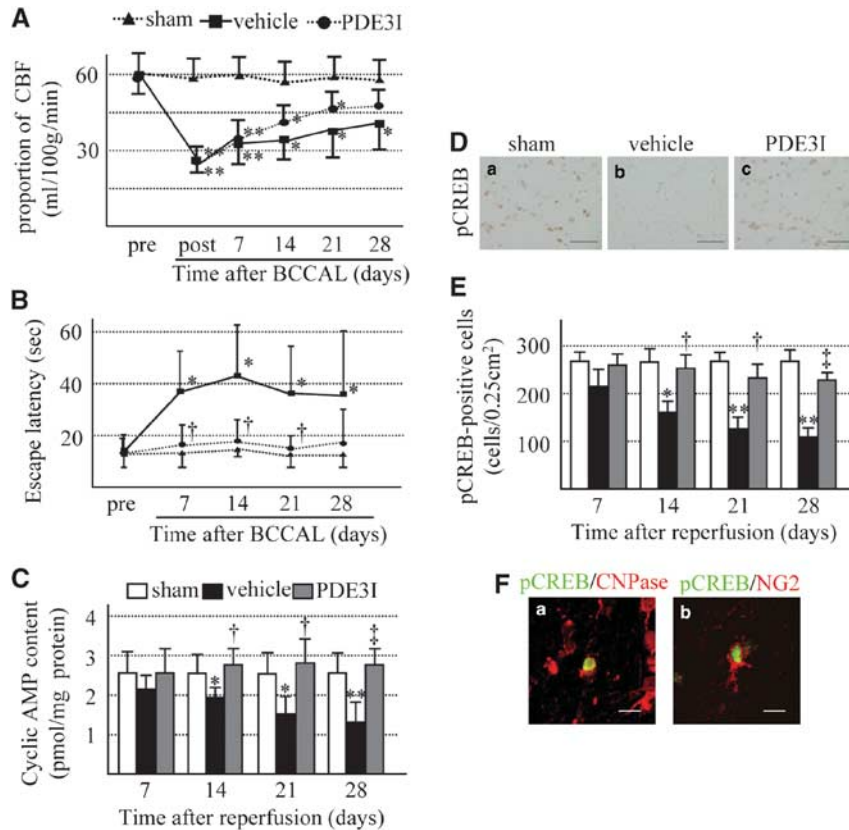 A
sham vehicle PDE3I
proportion of CBF
(ml/100g/min)
60
30
** ** * *
** ** * * *
pre post 7 14 21 28
Time after BCCAL (days)
B
Escape latency (sec)
60
40
20
* * * *
† † †
pre 7 14 21 28
Time after BCCAL (days)
C
sham vehicle PDE3I
Cyclic AMP content
(pmol/mg protein)
4
3
2
1
† † ‡
* * **
7 14 21 28
Time after reperfusion (days)
D
sham vehicle PDE3I
pCREB
a b c
E
pCREB-positive cells
(cells/0.25cm²)
300
200
100
† † ‡
* ** **
7 14 21 28
Time after reperfusion (days)
F
pCREB/CNPase pCREB/NG2
a b